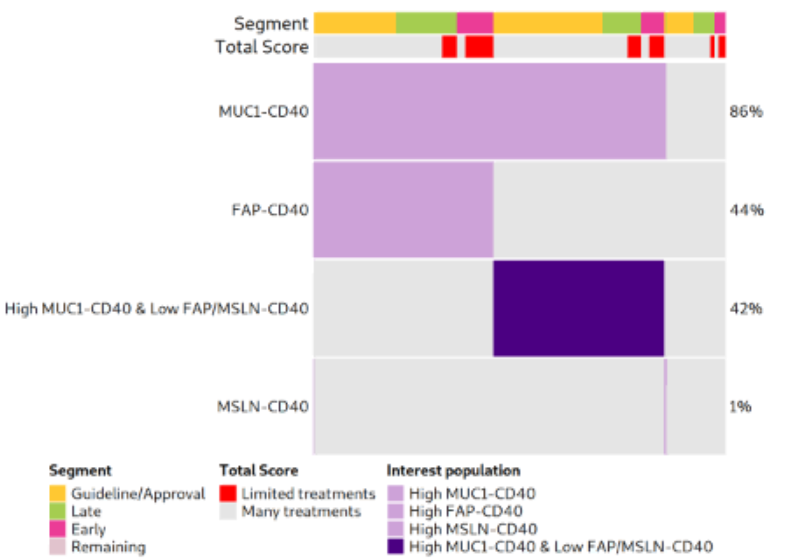 Segment
Total Score
MUC1-CD40
86%
FAP-CD40
44%
High MUC1-CD40 & Low FAP/MSLN-CD40
42%
MSLN-CD40
1%
Segment
Guideline/Approval
Late
Early
Remaining
Total Score
Limited treatments
Many treatments
Interest population
High MUC1-CD40
High FAP-CD40
High MSLN-CD40
High MUC1-CD40 & Low FAP/MSLN-CD40